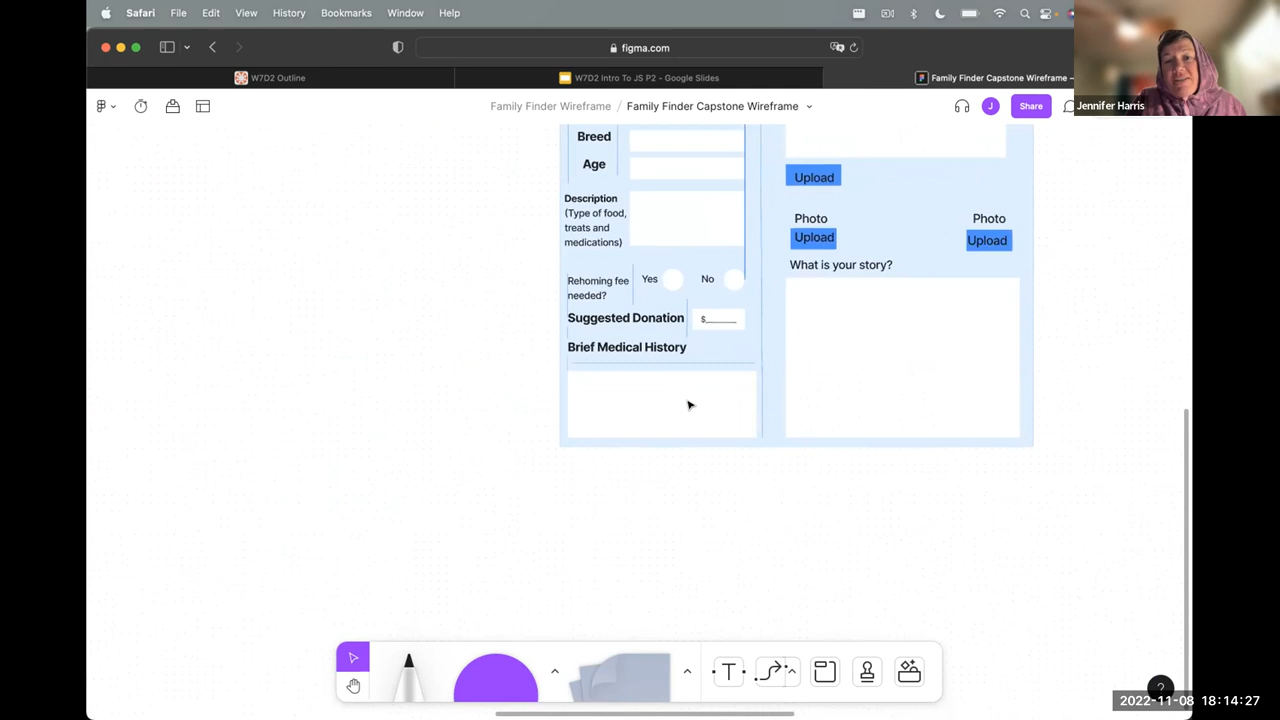 Safari File Edit View History Bookmarks Window Help
figma.com
W7D2 Outline
W7D2 Intro To JS P2 - Google Slides
Family Finder Capstone Wireframe –
Jennifer Harris
Family Finder Wireframe / Family Finder Capstone Wireframe
J
Share
Breed
Age
Description
(Type of food,
treats and
medications)
Rehoming fee
needed?
Yes
No
Suggested Donation
$______
Brief Medical History
Upload
Photo
Upload
Photo
Upload
What is your story?
T
?
2022-11-08 18:14:27